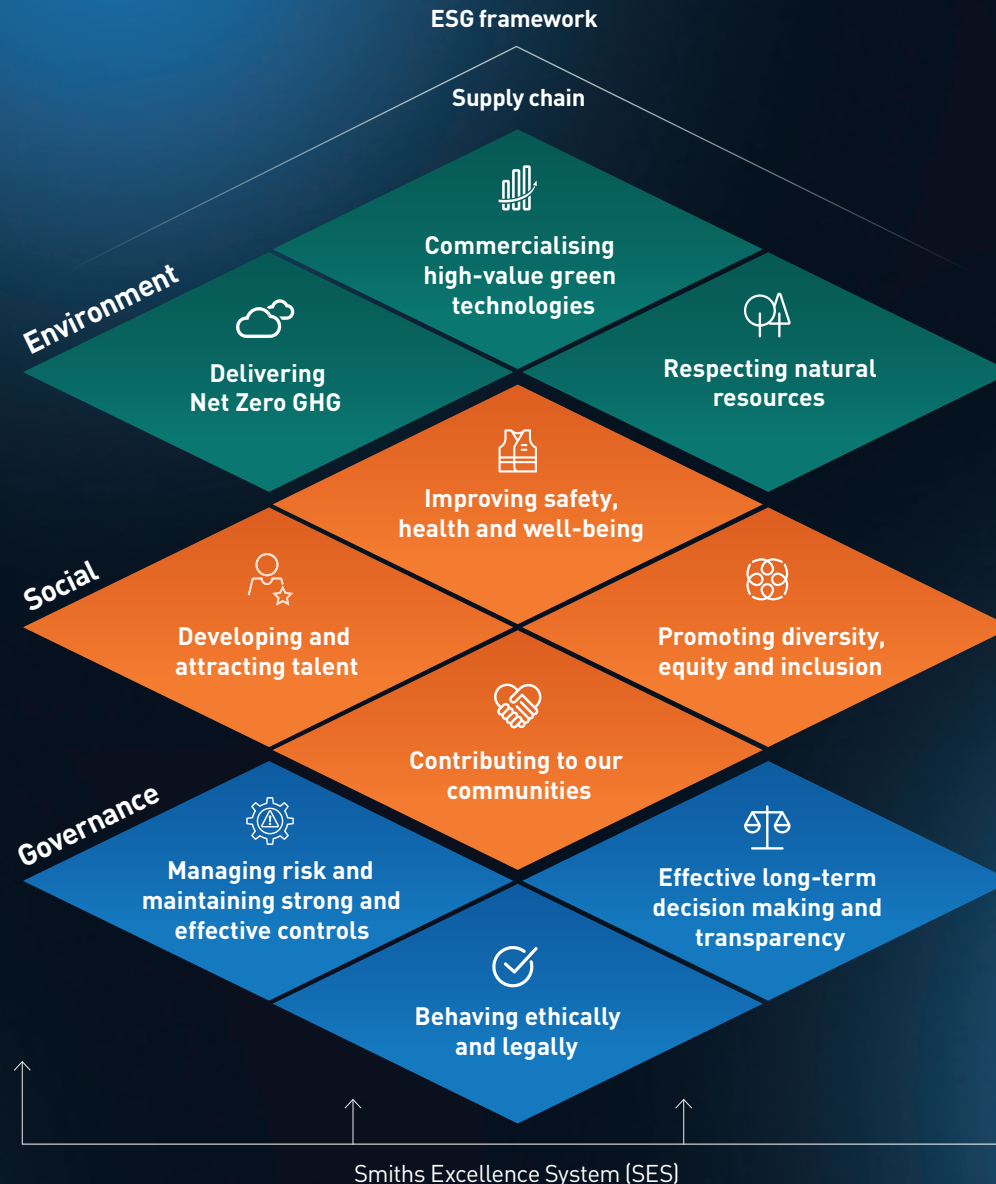 ESG framework
Supply chain
Environment
Commercialising
high-value green
technologies
Delivering
Net Zero GHG
Respecting natural
resources
Social
Improving safety,
health and well-being
Developing and
attracting talent
Promoting diversity,
equity and inclusion
Contributing to our
communities
Governance
Managing risk and
maintaining strong and
effective controls
Effective long-term
decision making and
transparency
Behaving ethically
and legally
Smiths Excellence System (SES)